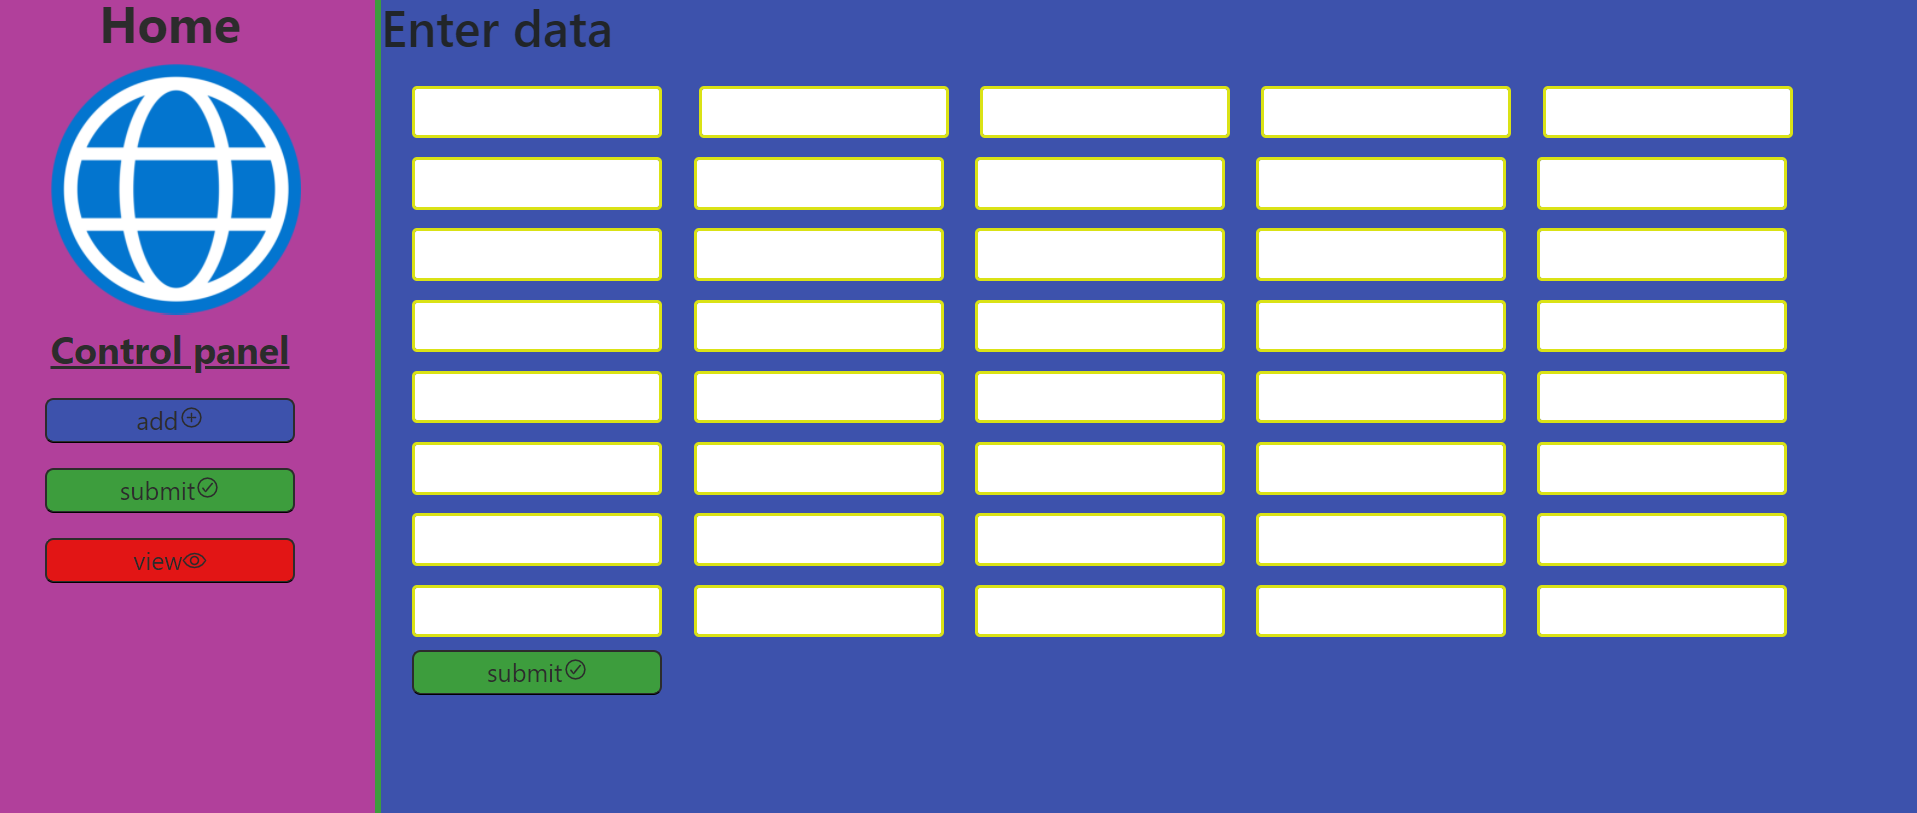 Home
Control panel
add
submit
view
Enter data
submit